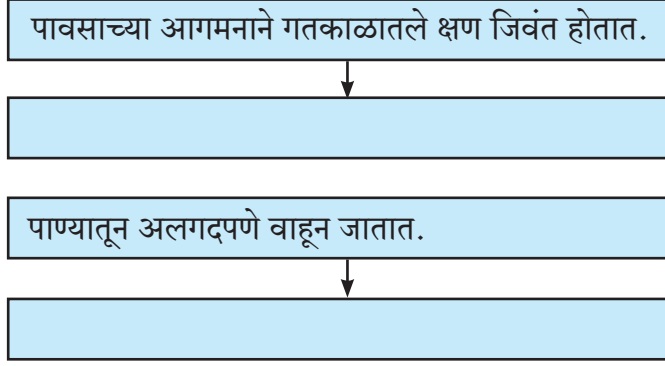 पावसाच्या आगमनाने गतकाळातले क्षण जिवंत होतात.
पाण्यातून अलगदपणे वाहून जातात.